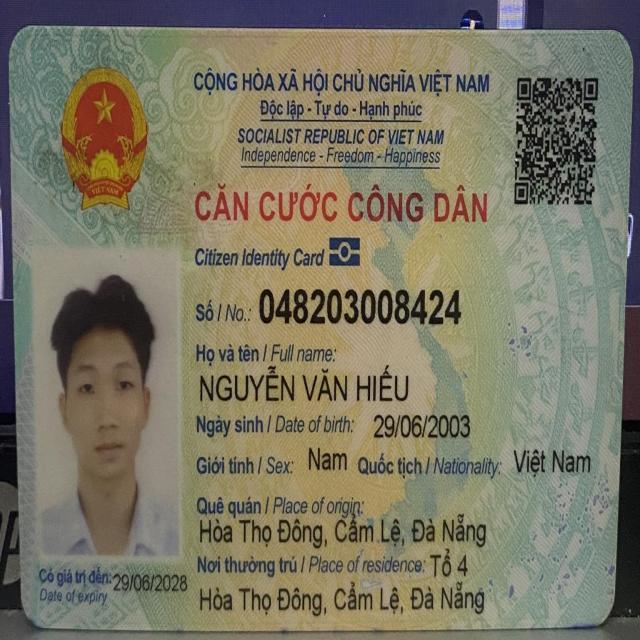 CỘNG HÒA XÃ HỘI CHỦ NGHĨA VIỆT NAM
Độc lập - Tự do - Hạnh phúc
SOCIALIST REPUBLIC OF VIET NAM
Independence - Freedom - Happiness
CĂN CƯỚC CÔNG DÂN
Citizen Identity Card
Số / No.: 048203008424
Họ và tên / Full name:
NGUYỄN VĂN HIẾU
Ngày sinh / Date of birth: 29/06/2003
Giới tính / Sex: Nam Quốc tịch / Nationality: Việt Nam
Quê quán / Place of origin:
Hòa Thọ Đông, Cẩm Lệ, Đà Nẵng
Nơi thường trú / Place of residence: Tổ 4
Hòa Thọ Đông, Cẩm Lệ, Đà Nẵng
Có giá trị đến: 29/06/2028
Date of expiry
VIỆT NAM